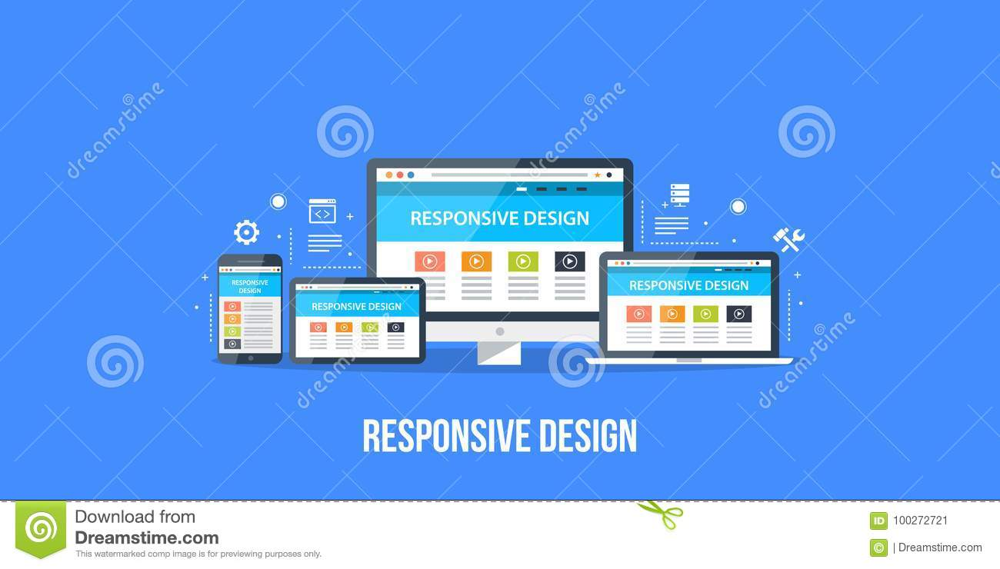 dreamstime
dreamstime
RESPONSIVE DESIGN
RESPONSIVE
DESIGN
RESPONSIVE DESIGN
RESPONSIVE DESIGN
dreamstime
dreamstime
RESPONSIVE DESIGN
Download from
Dreamstime.com
This watermarked comp image is for previewing purposes only.
ID 100272721
© | Dreamstime.com